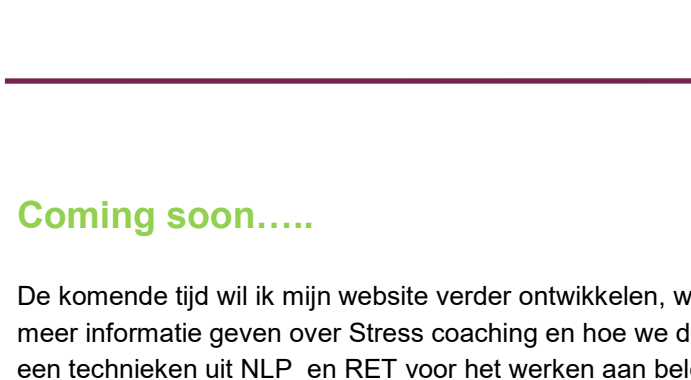 Coming soon…..
De komende tijd wil ik mijn website verder ontwikkelen,
meer informatie geven over Stress coaching en hoe we
een technieken uit NLP en RET voor het werken aan